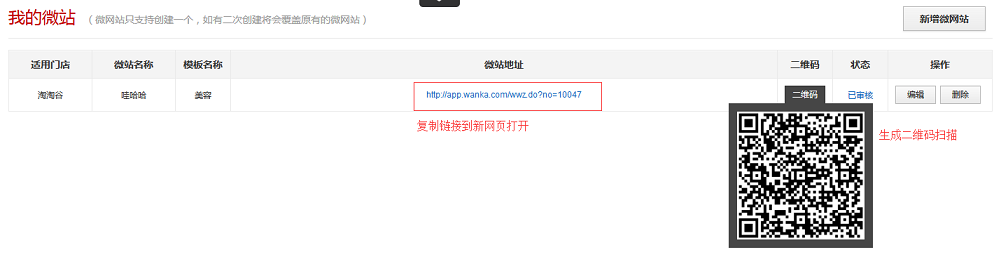 我的微站 （微网站只支持创建一个，如有二次创建将会覆盖原有的微网站）
新增微网站
适用门店 微站名称 模板名称 微站地址 二维码 状态 操作
淘淘谷 哇哈哈 美容 http://app.wanka.com/wwz.do?no=10047 二维码 已审核 编辑 删除
复制链接到新网页打开
生成二维码扫描